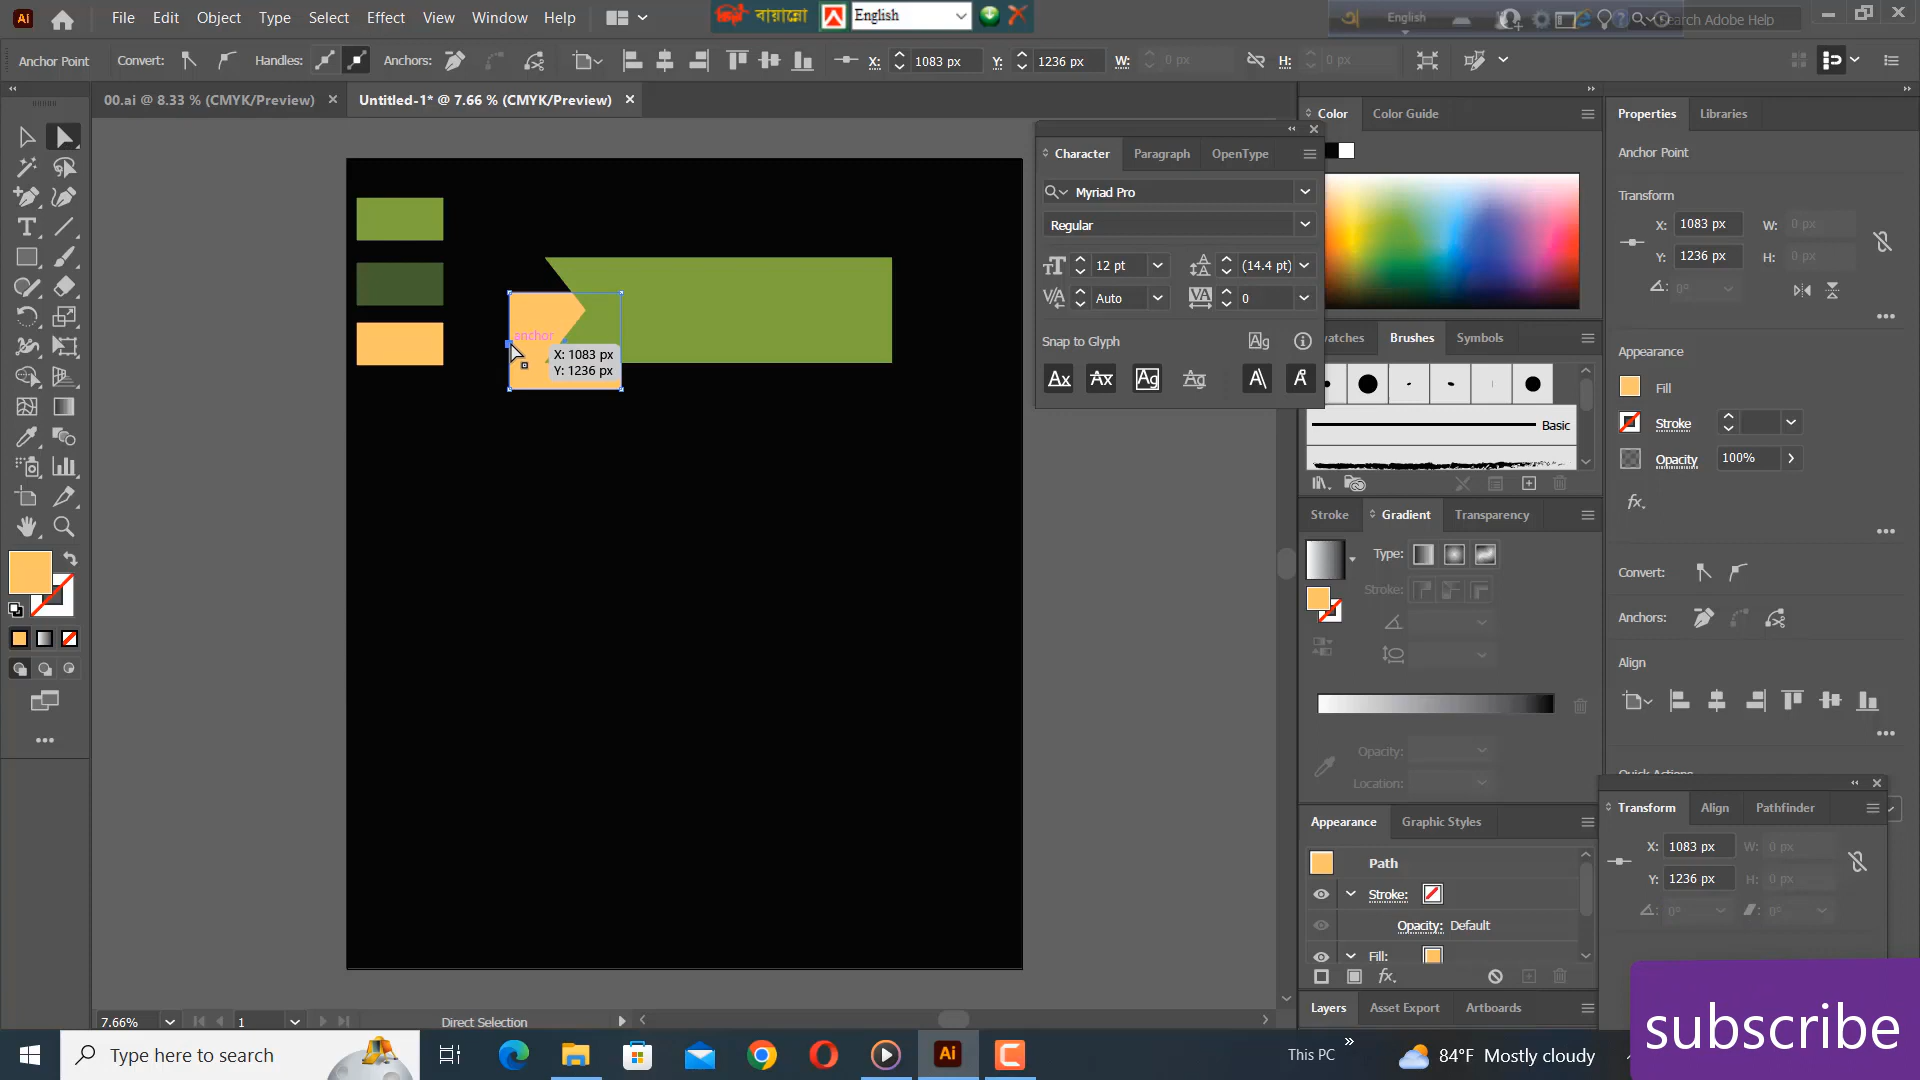 Ai File Edit Object Type Select Effect View Window Help বায়ান্নো English English Search Adobe Help
Anchor Point Convert: Handles: Anchors: X: 1083 px Y: 1236 px W: 0 px H: 0 px
00.ai @ 8.33 % (CMYK/Preview) Untitled-1* @ 7.66 % (CMYK/Preview)
Color Color Guide
Properties Libraries
Anchor Point
Transform
X: 1083 px W: 0 px
Y: 1236 px H: 0 px
0°
Character Paragraph OpenType
Myriad Pro
Regular
12 pt (14.4 pt)
Auto 0
Snap to Glyph
anchor
X: 1083 px
Y: 1236 px
watches Brushes Symbols
Basic
Appearance
Fill
Stroke
Opacity 100%
fx
Stroke Gradient Transparency
Type:
Stroke:
Opacity:
Location:
Convert:
Anchors:
Align
Appearance Graphic Styles
Path
Stroke:
Opacity: Default
Fill:
fx
Layers Asset Export Artboards
Transform Align Pathfinder
X: 1083 px W: 0 px
Y: 1236 px H: 0 px
0° 0°
7.66% 1 Direct Selection
subscribe
Type here to search Ai This PC 84°F Mostly cloudy